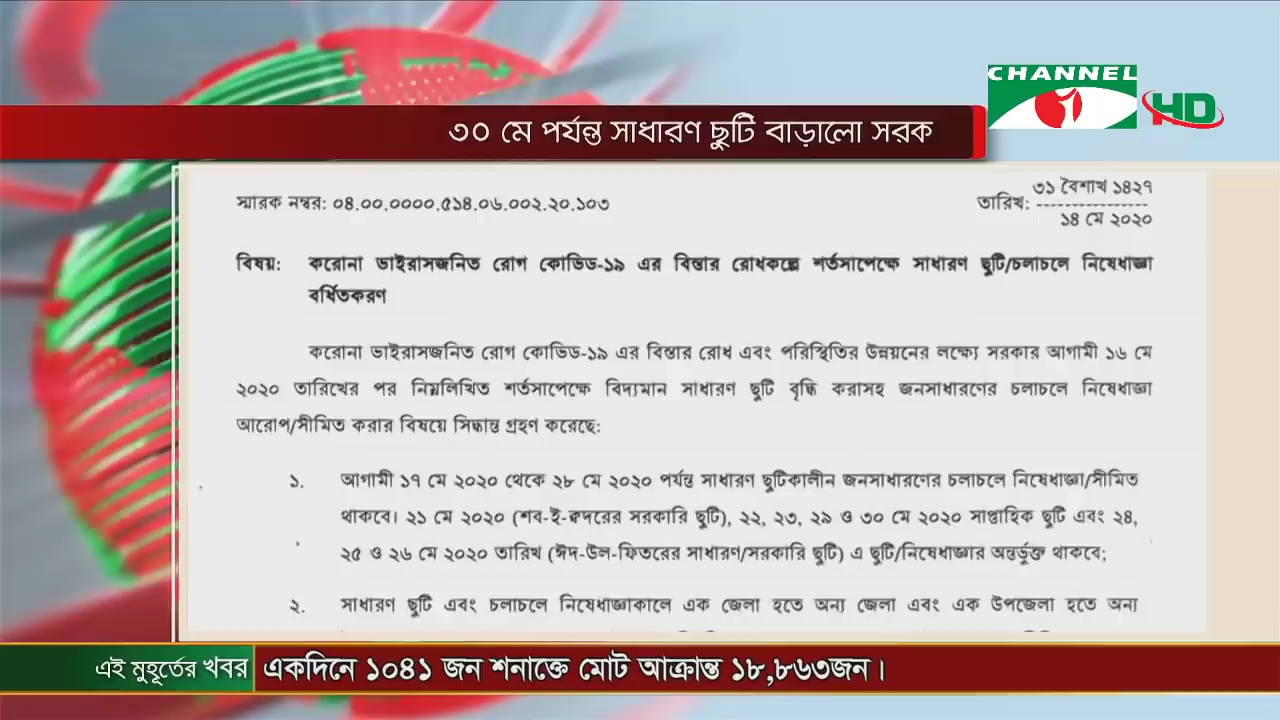 CHANNEL
i HD
৩০ মে পর্যন্ত সাধারণ ছুটি বাড়ালো সরক
৩১ বৈশাখ ১৪২৭
স্মারক নম্বর: ০৪.০০.০০০০.৫১৪.০৬.০০২.২০.১০৩ তারিখ: ----------------
১৪ মে ২০২০
বিষয়: করোনা ভাইরাসজনিত রোগ কোভিড-১৯ এর বিস্তার রোধকল্পে শর্তসাপেক্ষে সাধারণ ছুটি/চলাচলে নিষেধাজ্ঞা
বর্ধিতকরণ
করোনা ভাইরাসজনিত রোগ কোভিড-১৯ এর বিস্তার রোধ এবং পরিস্থিতির উন্নয়নের লক্ষ্যে সরকার আগামী ১৬ মে
২০২০ তারিখের পর নিম্নলিখিত শর্তসাপেক্ষে বিদ্যমান সাধারণ ছুটি বৃদ্ধি করাসহ জনসাধারণের চলাচলে নিষেধাজ্ঞা
আরোপ/সীমিত করার বিষয়ে সিদ্ধান্ত গ্রহণ করেছে:
১. আগামী ১৭ মে ২০২০ থেকে ২৮ মে ২০২০ পর্যন্ত সাধারণ ছুটিকালীন জনসাধারণের চলাচলে নিষেধাজ্ঞা/সীমিত
থাকবে। ২১ মে ২০২০ (শব-ই-ক্বদরের সরকারি ছুটি), ২২, ২৩, ২৯ ও ৩০ মে ২০২০ সাপ্তাহিক ছুটি এবং ২৪,
২৫ ও ২৬ মে ২০২০ তারিখ (ঈদ-উল-ফিতরের সাধারণ/সরকারি ছুটি) এ ছুটি/নিষেধাজ্ঞার অন্তর্ভুক্ত থাকবে;
২. সাধারণ ছুটি এবং চলাচলে নিষেধাজ্ঞাকালে এক জেলা হতে অন্য জেলা এবং এক উপজেলা হতে অন্য
এই মুহূর্তের খবর একদিনে ১০৪১ জন শনাক্তে মোট আক্রান্ত ১৮,৮৬৩জন।